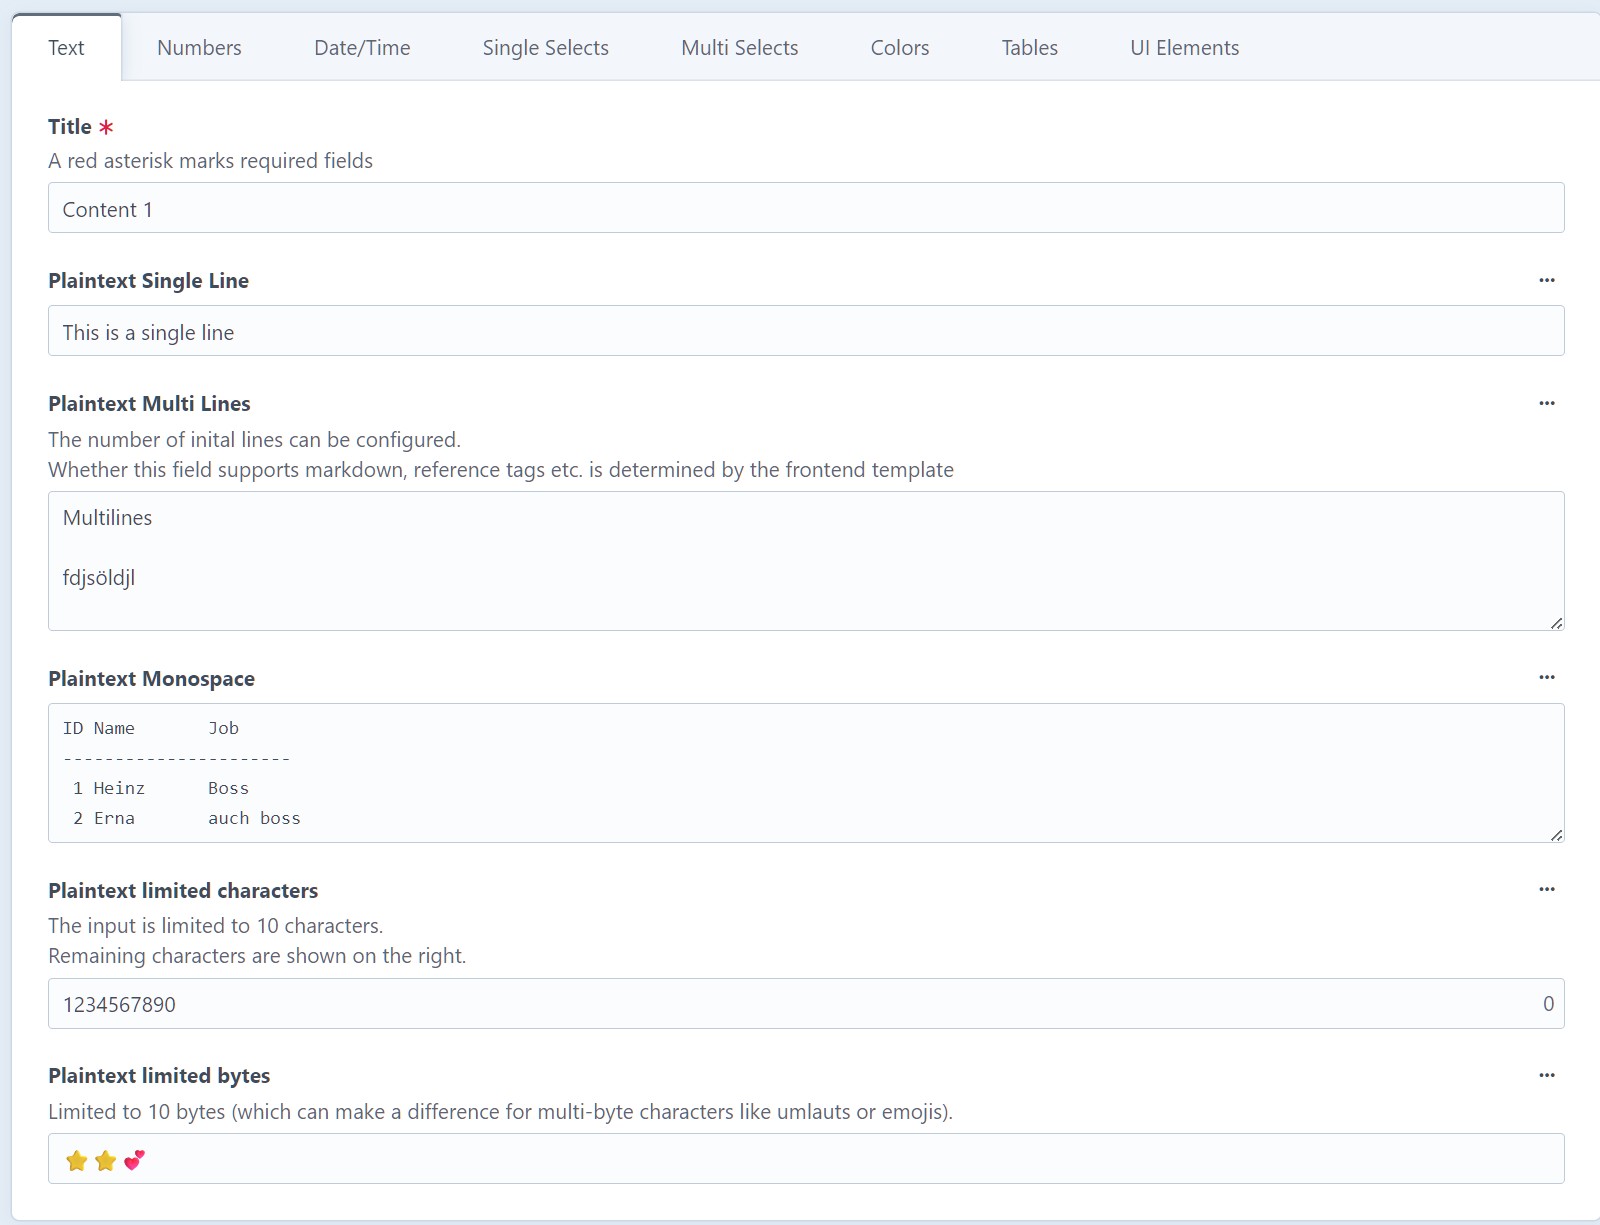 Text Numbers Date/Time Single Selects Multi Selects Colors Tables UI Elements
Title *
A red asterisk marks required fields
Content 1
Plaintext Single Line ...
This is a single line
Plaintext Multi Lines ...
The number of inital lines can be configured.
Whether this field supports markdown, reference tags etc. is determined by the frontend template
Multilines
fdjsöldjl
Plaintext Monospace ...
ID Name       Job
----------------------
 1 Heinz      Boss
 2 Erna       auch boss
Plaintext limited characters ...
The input is limited to 10 characters.
Remaining characters are shown on the right.
1234567890 0
Plaintext limited bytes ...
Limited to 10 bytes (which can make a difference for multi-byte characters like umlauts or emojis).
⭐⭐💕